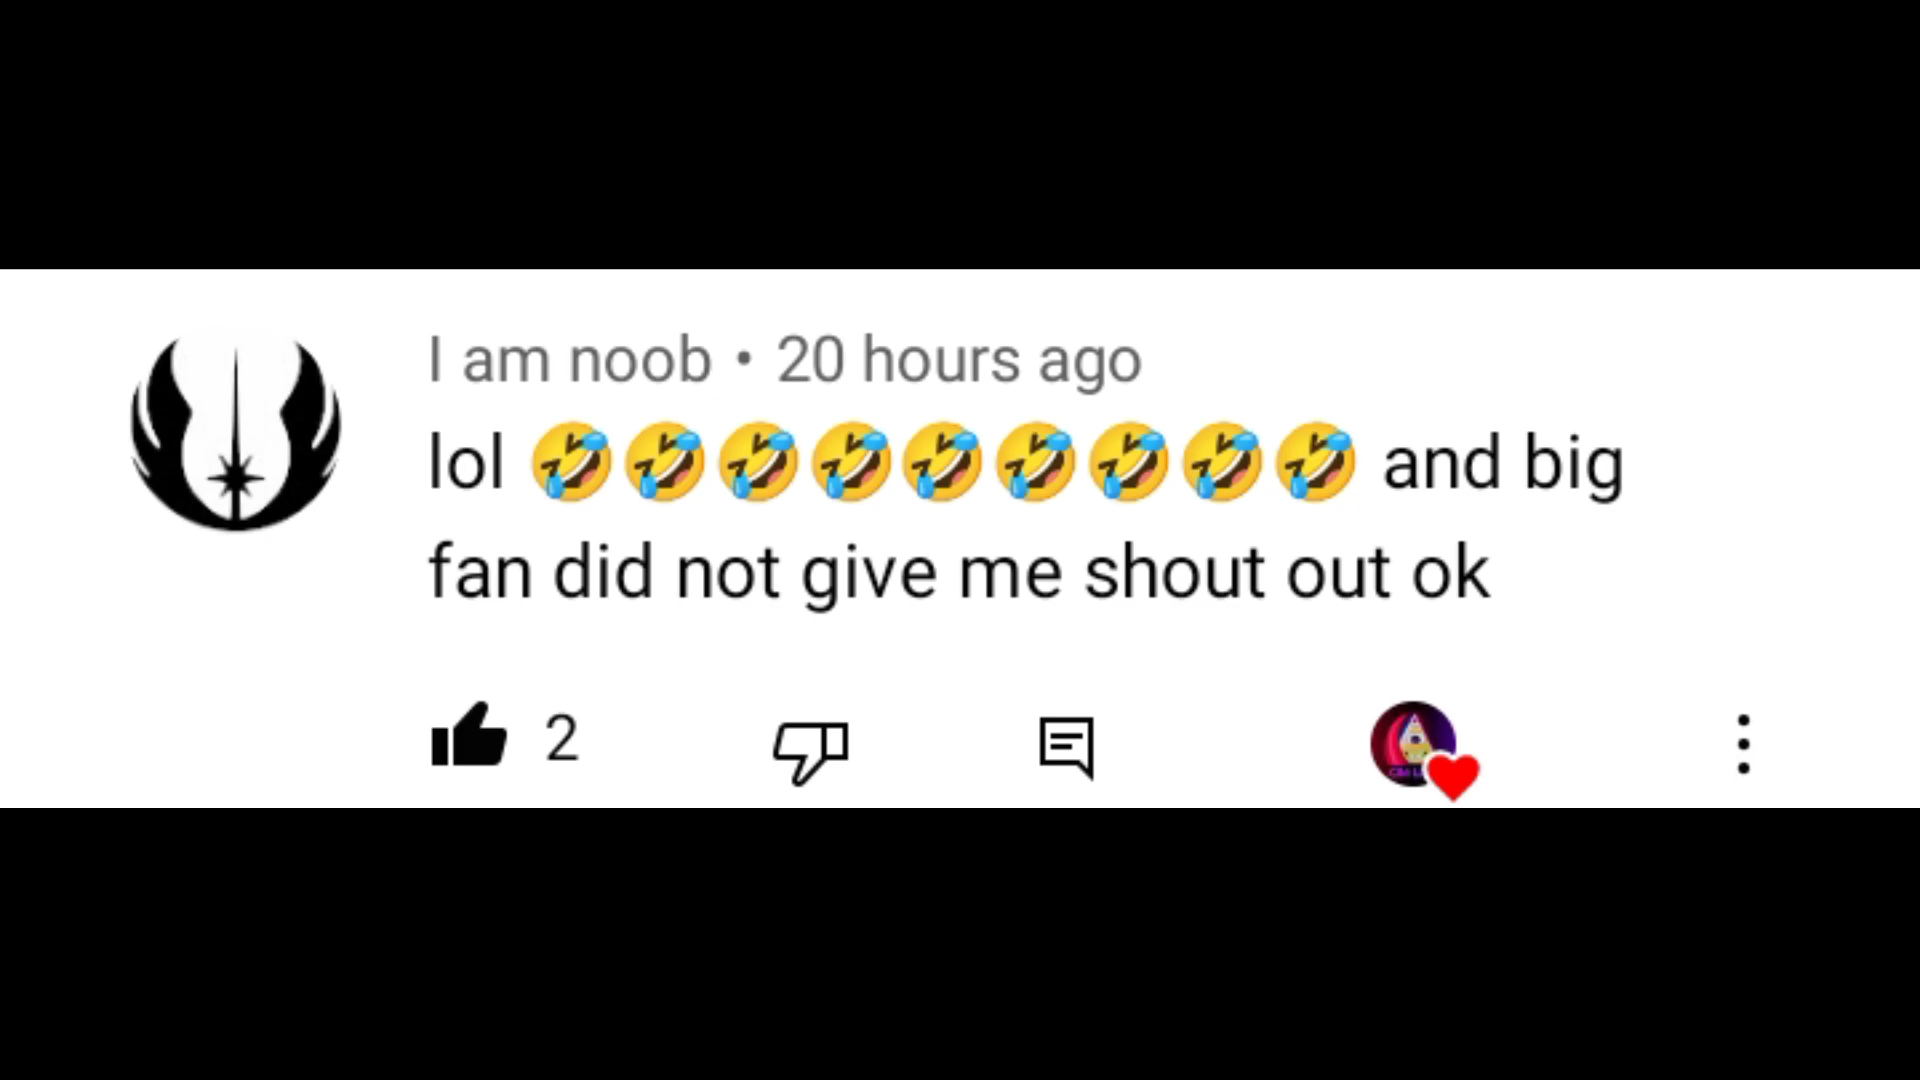 I am noob • 20 hours ago
lol 🤣🤣🤣🤣🤣🤣🤣🤣🤣 and big
fan did not give me shout out ok
2